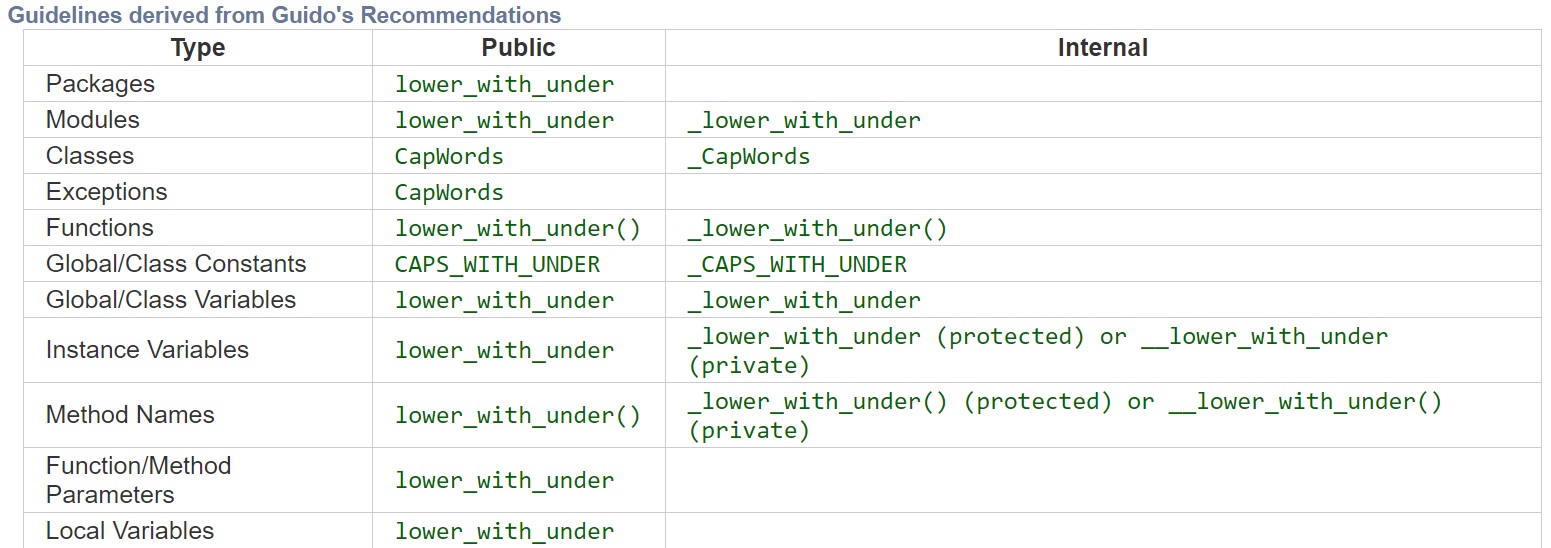 Guidelines derived from Guido's Recommendations
Type Public Internal
Packages lower_with_under
Modules lower_with_under _lower_with_under
Classes CapWords _CapWords
Exceptions CapWords
Functions lower_with_under() _lower_with_under()
Global/Class Constants CAPS_WITH_UNDER _CAPS_WITH_UNDER
Global/Class Variables lower_with_under _lower_with_under
Instance Variables lower_with_under _lower_with_under (protected) or __lower_with_under
(private)
Method Names lower_with_under() _lower_with_under() (protected) or __lower_with_under()
(private)
Function/Method
Parameters lower_with_under
Local Variables lower_with_under